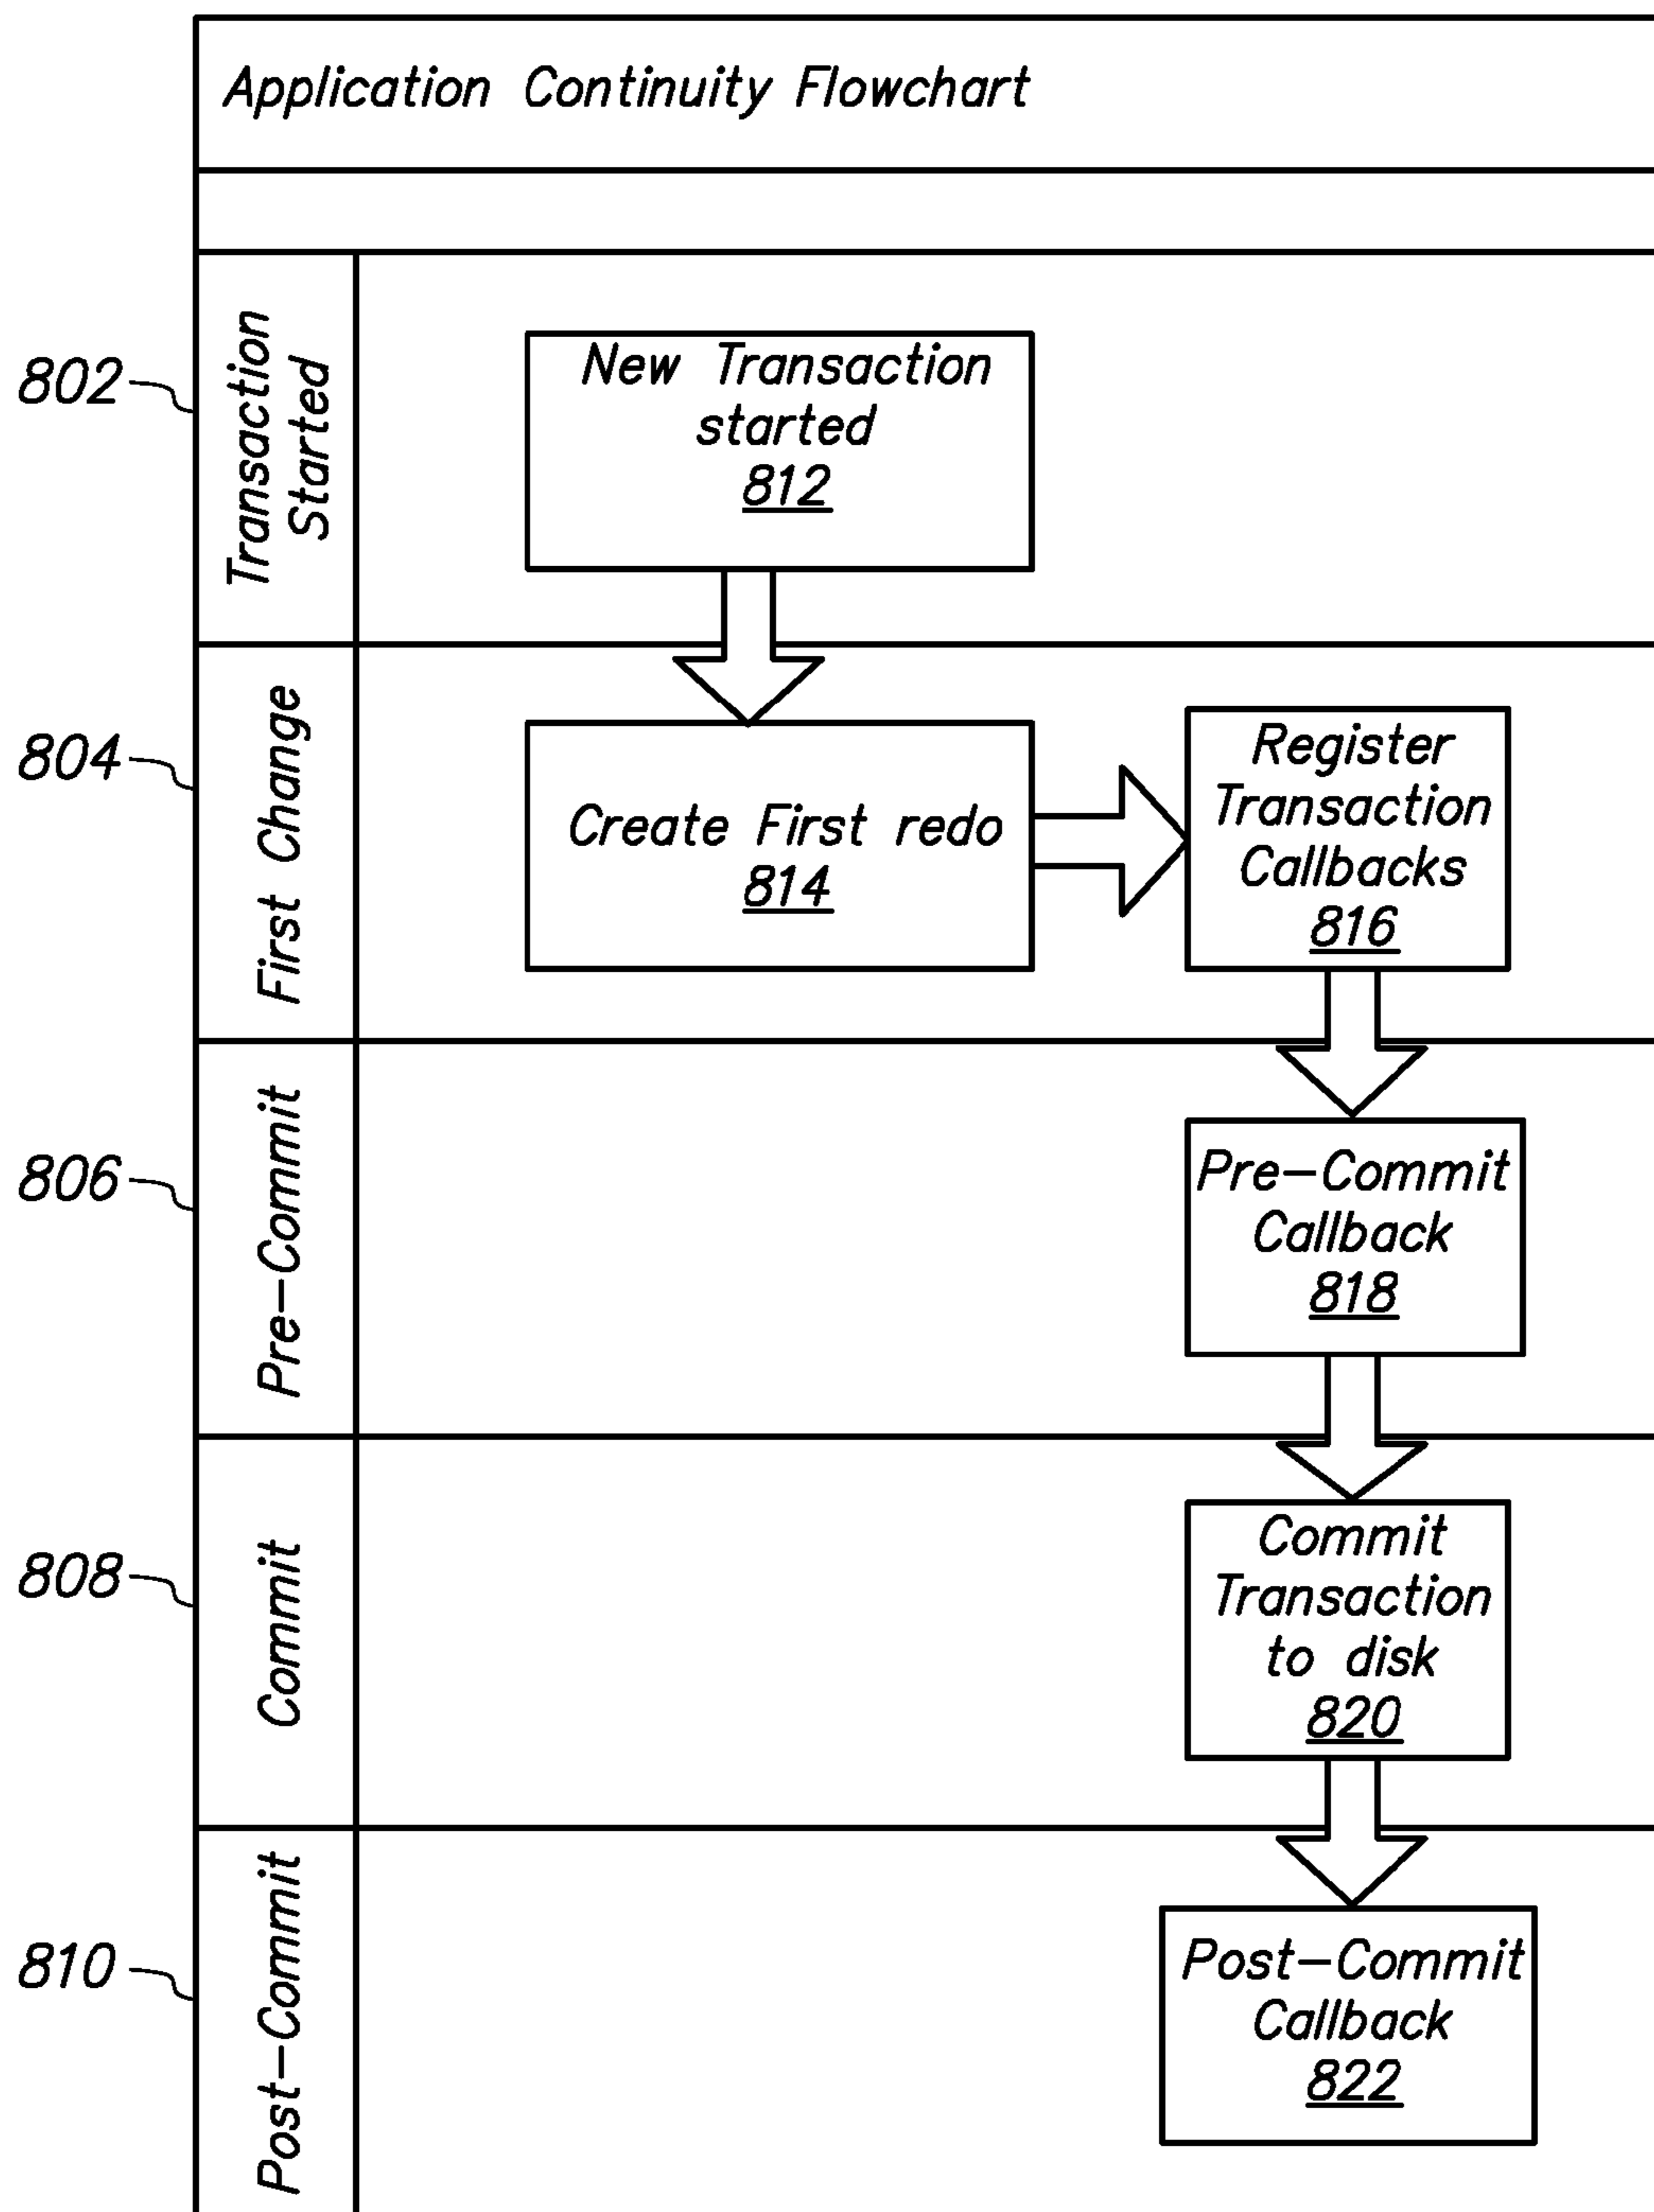 Application Continuity Flowchart
802
Transaction
Started
New Transaction
started
812
804
First Change
Create First redo
814
Register
Transaction
Callbacks
816
806
Pre-Commit
Pre-Commit
Callback
818
808
Commit
Commit
Transaction
to disk
820
810
Post-Commit
Post-Commit
Callback
822